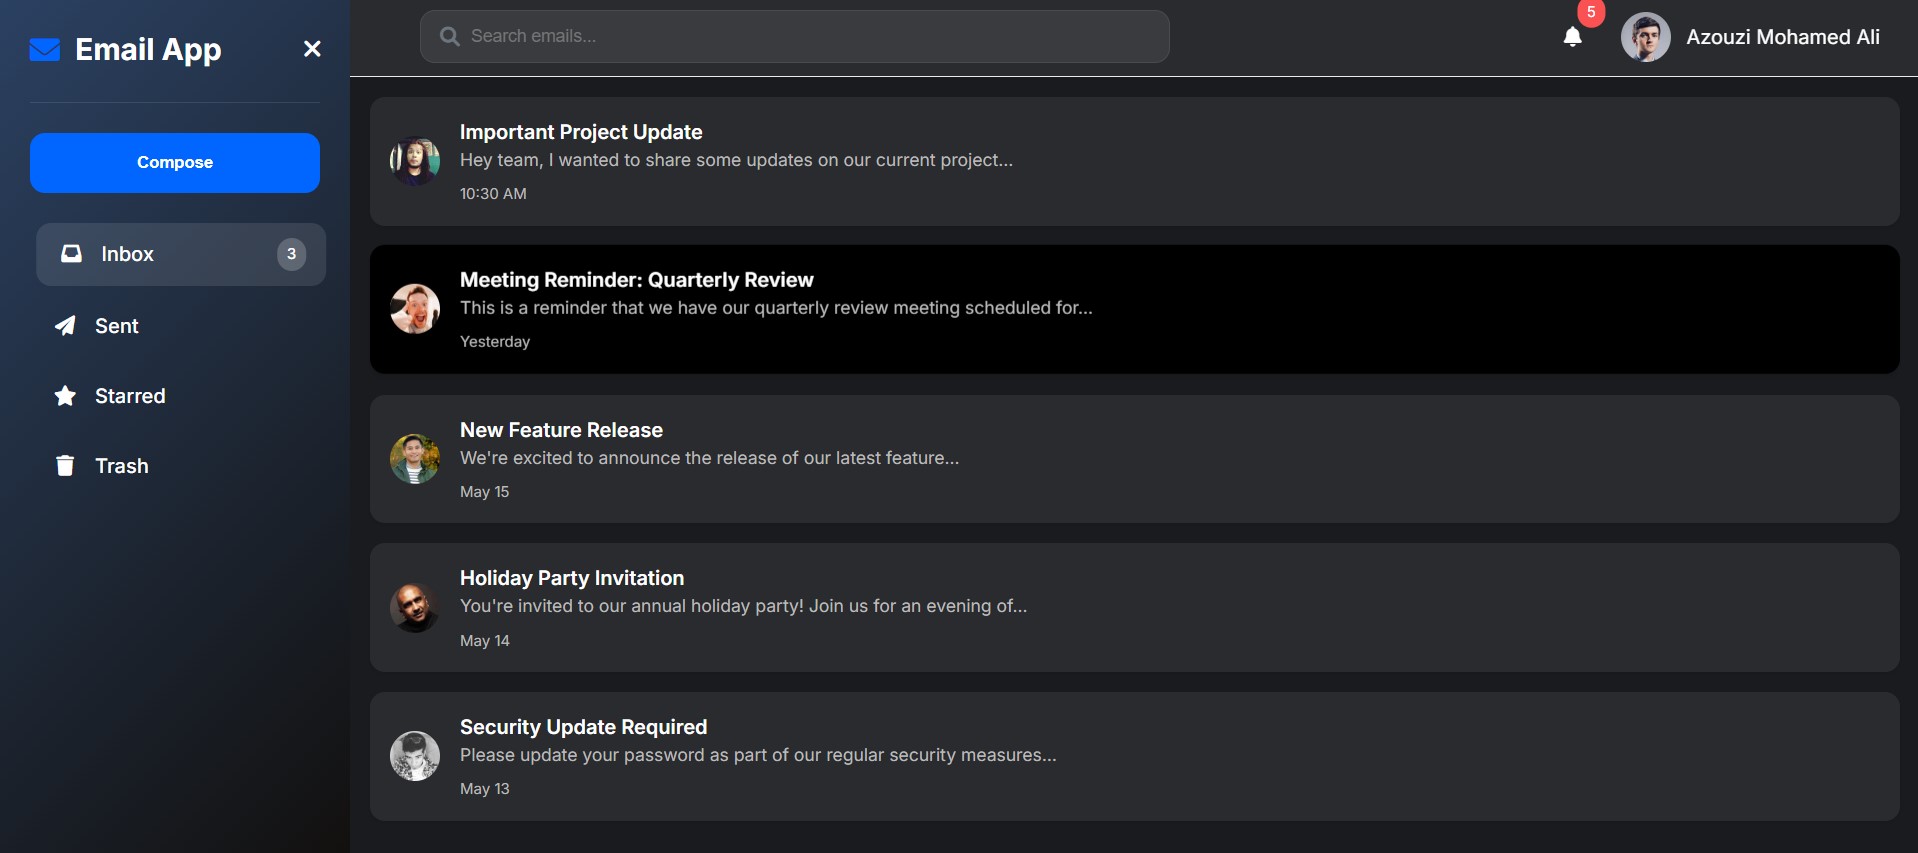 Email App
Compose
Inbox
3
Sent
Starred
Trash
Search emails...
5
Azouzi Mohamed Ali
Important Project Update
Hey team, I wanted to share some updates on our current project...
10:30 AM
Meeting Reminder: Quarterly Review
This is a reminder that we have our quarterly review meeting scheduled for...
Yesterday
New Feature Release
We're excited to announce the release of our latest feature...
May 15
Holiday Party Invitation
You're invited to our annual holiday party! Join us for an evening of...
May 14
Security Update Required
Please update your password as part of our regular security measures...
May 13